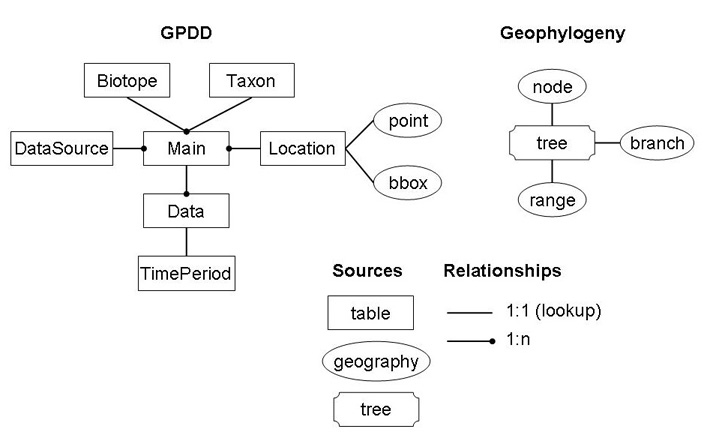 GPDD
Geophylogeny
Biotope
Taxon
node
point
DataSource
Main
Location
tree
branch
bbox
Data
range
TimePeriod
Sources
Relationships
table
1:1 (lookup)
1:n
geography
tree